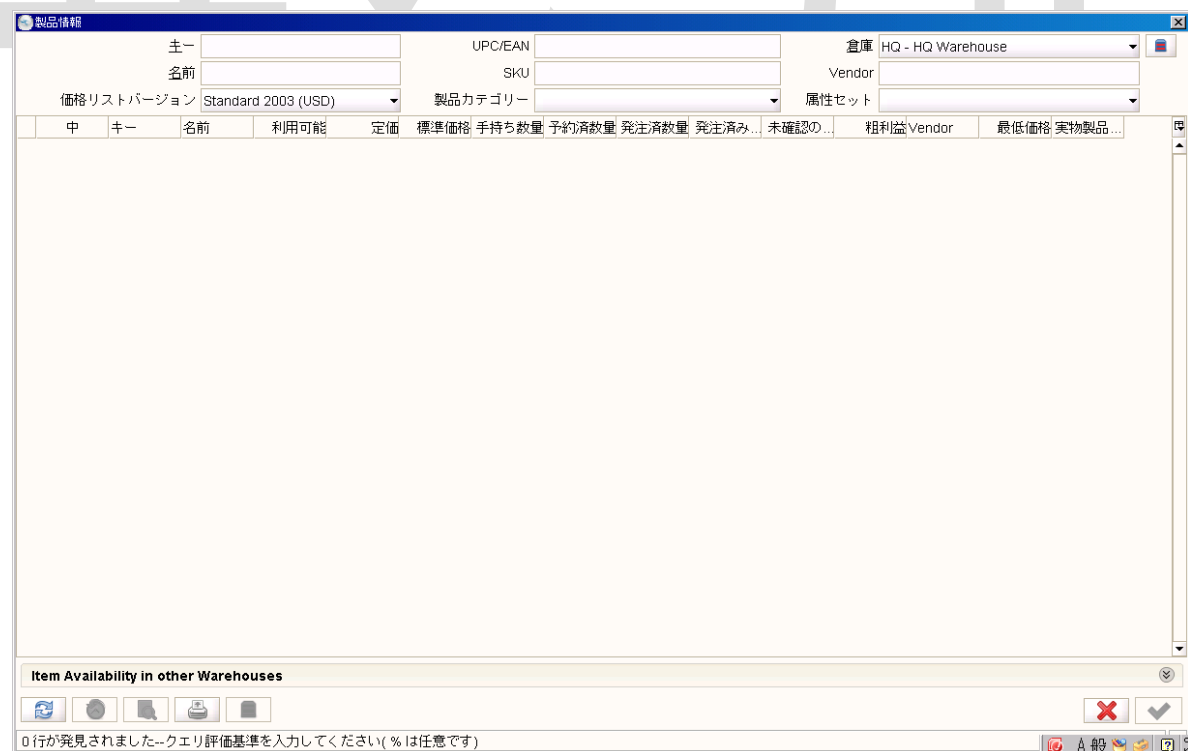 製品情報
主一 UPC/EAN 倉庫 HQ - HQ Warehouse
名前 SKU Vendor
価格リストバージョン Standard 2003 (USD) 製品カテゴリー 属性セット
中 キー 名前 利用可能 定価 標準価格 手持ち数量 予約済数量 発注済数量 発注済み... 未確認の... 粗利益 Vendor 最低価格 実物製品...
Item Availability in other Warehouses
0行が発見されました--クエリ評価基準を入力してください( % は任意です)
A 般